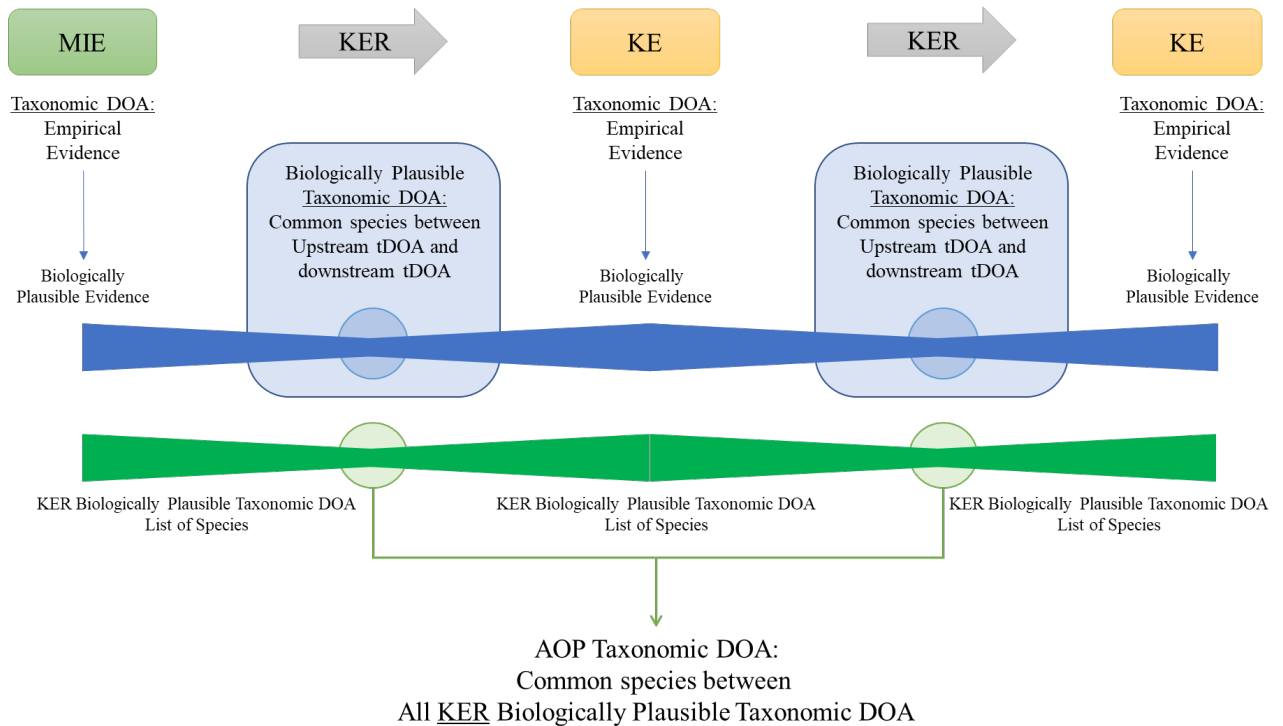 MIE
KER
KE
KER
KE
Taxonomic DOA:
Empirical
Evidence
Taxonomic DOA:
Empirical
Evidence
Taxonomic DOA:
Empirical
Evidence
Biologically Plausible
Taxonomic DOA:
Common species between
Upstream tDOA and
downstream tDOA
Biologically Plausible
Taxonomic DOA:
Common species between
Upstream tDOA and
downstream tDOA
Biologically
Plausible Evidence
Biologically
Plausible Evidence
Biologically
Plausible Evidence
KER Biologically Plausible Taxonomic DOA
List of Species
KER Biologically Plausible Taxonomic DOA
List of Species
KER Biologically Plausible Taxonomic DOA
List of Species
AOP Taxonomic DOA:
Common species between
All KER Biologically Plausible Taxonomic DOA